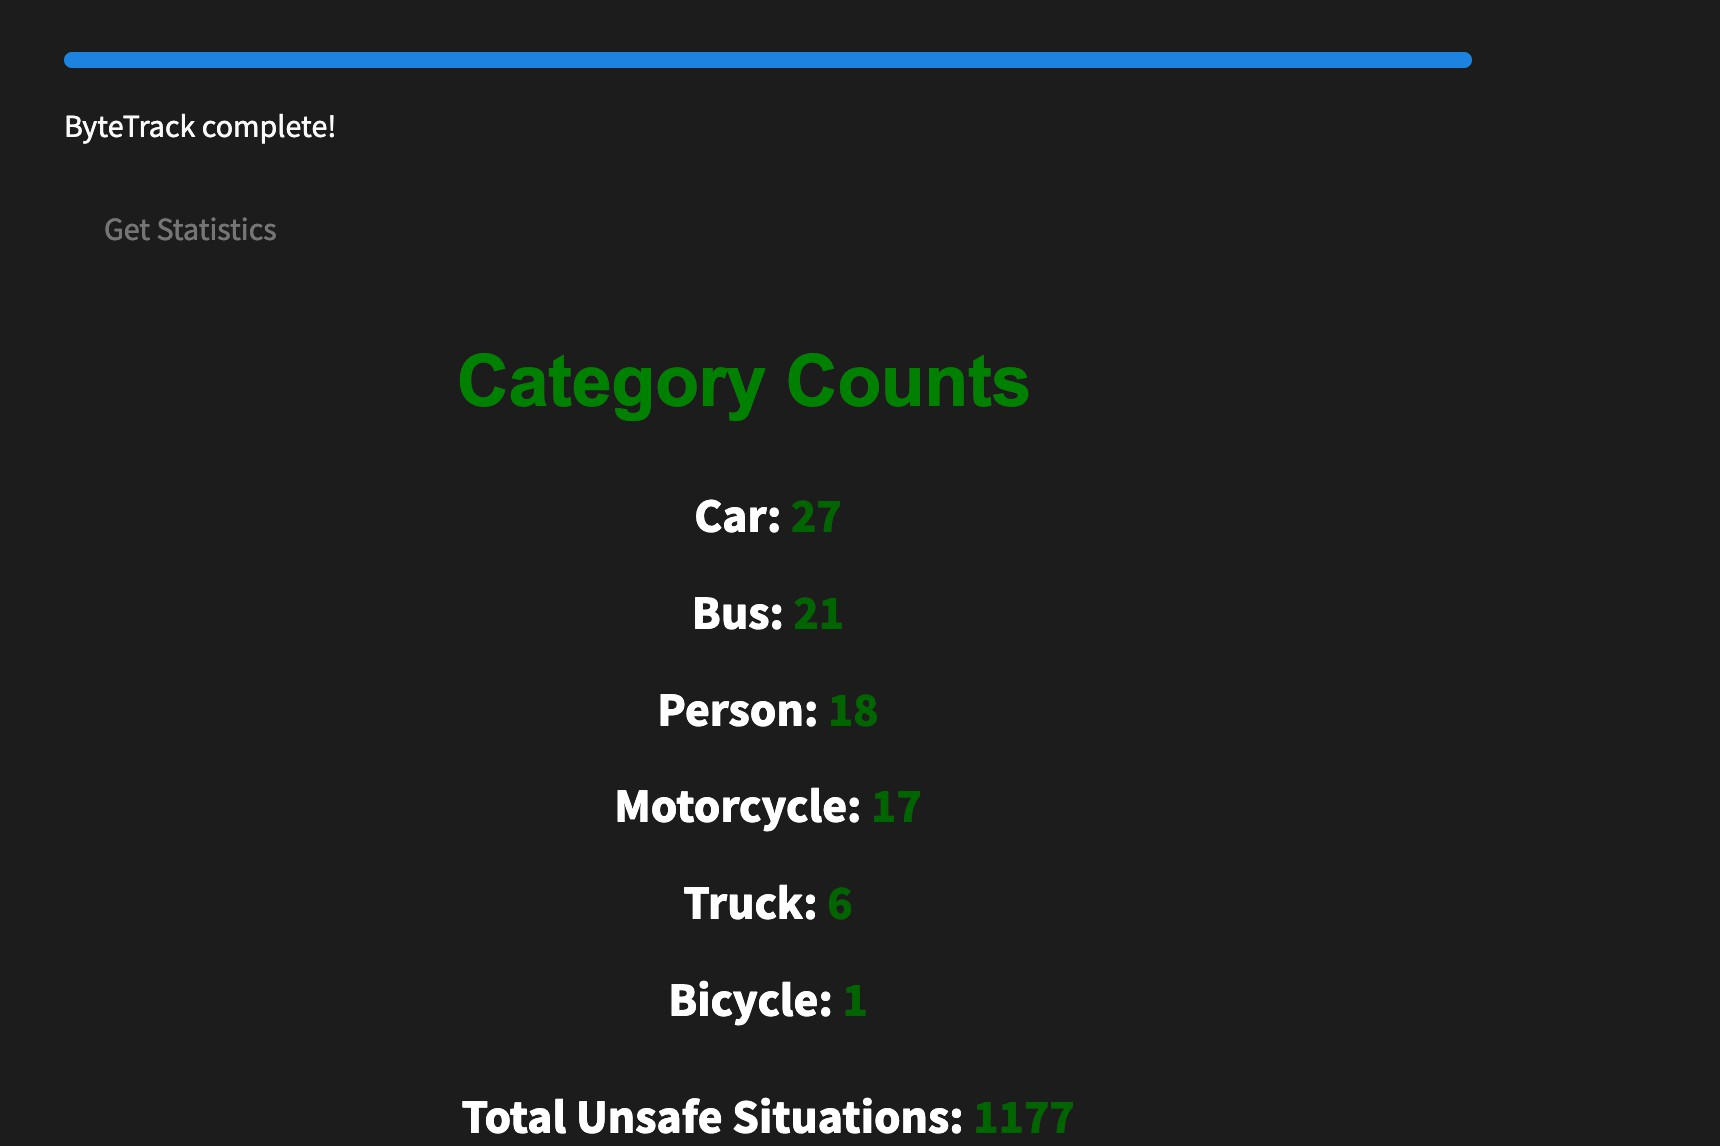 ByteTrack complete!
Get Statistics
Category Counts
Car: 27
Bus: 21
Person: 18
Motorcycle: 17
Truck: 6
Bicycle: 1
Total Unsafe Situations: 1177